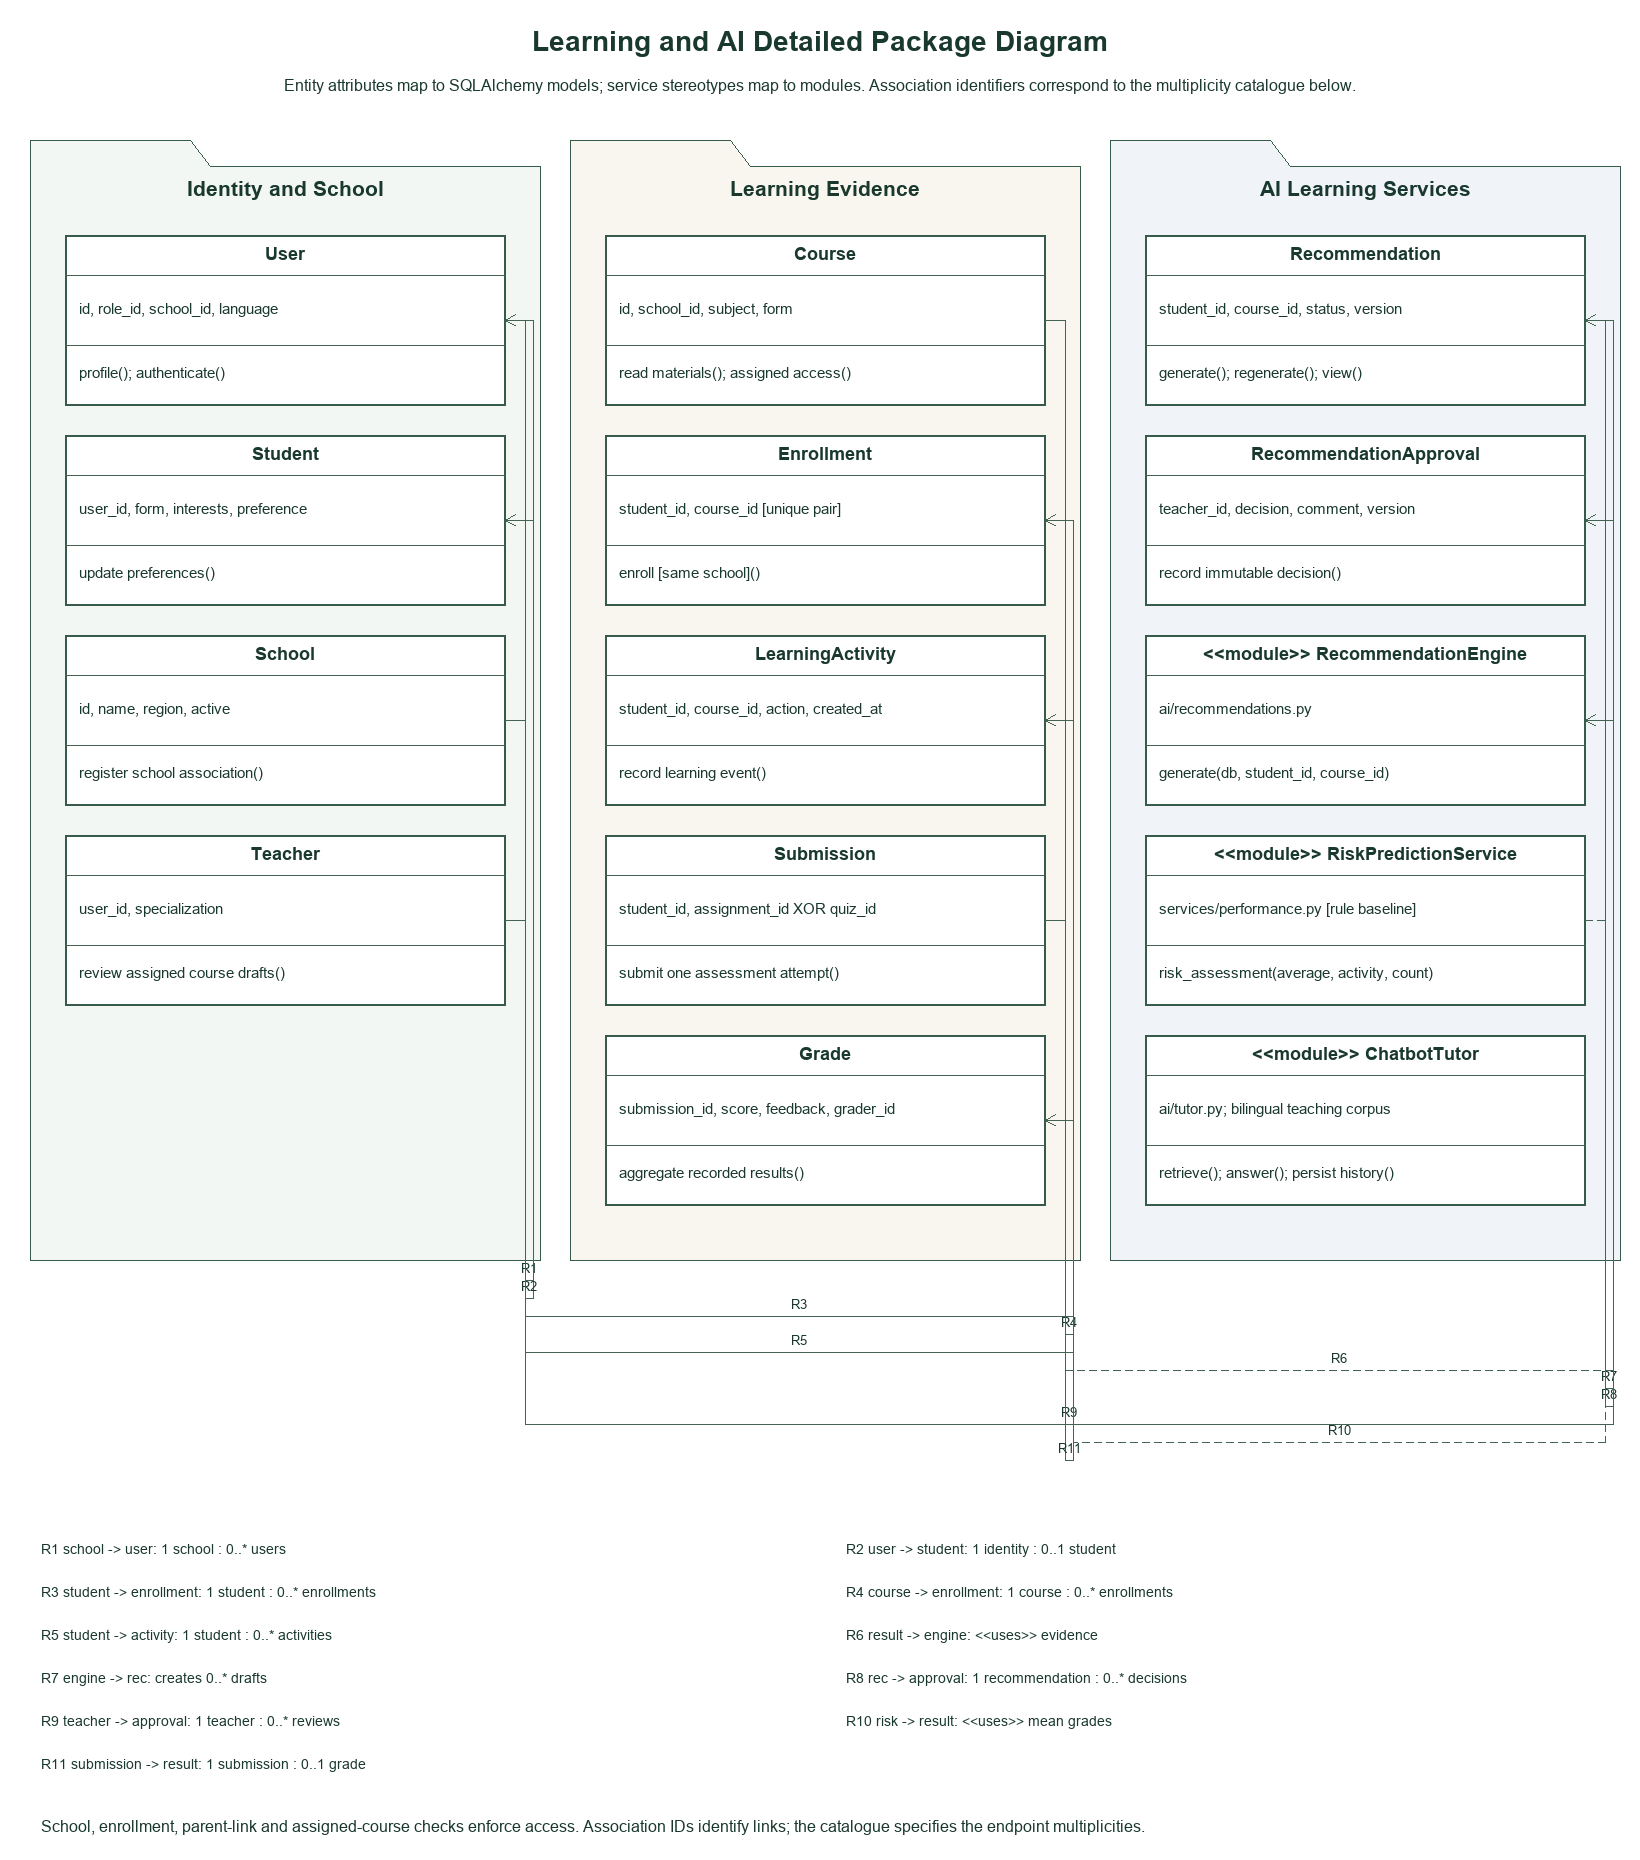 Learning and AI Detailed Package Diagram
Entity attributes map to SQLAlchemy models; service stereotypes map to modules. Association identifiers correspond to the multiplicity catalogue below.
Identity and School
User
id, role_id, school_id, language
profile(); authenticate()
Student
user_id, form, interests, preference
update preferences()
School
id, name, region, active
register school association()
Teacher
user_id, specialization
review assigned course drafts()
Learning Evidence
Course
id, school_id, subject, form
read materials(); assigned access()
Enrollment
student_id, course_id [unique pair]
enroll [same school]()
LearningActivity
student_id, course_id, action, created_at
record learning event()
Submission
student_id, assignment_id XOR quiz_id
submit one assessment attempt()
Grade
submission_id, score, feedback, grader_id
aggregate recorded results()
AI Learning Services
Recommendation
student_id, course_id, status, version
generate(); regenerate(); view()
RecommendationApproval
teacher_id, decision, comment, version
record immutable decision()
<<module>> RecommendationEngine
ai/recommendations.py
generate(db, student_id, course_id)
<<module>> RiskPredictionService
services/performance.py [rule baseline]
risk_assessment(average, activity, count)
<<module>> ChatbotTutor
ai/tutor.py; bilingual teaching corpus
retrieve(); answer(); persist history()
R1
R2
R3
R4
R5
R6
R7
R8
R9
R10
R11
R1 school -> user: 1 school : 0..* users
R2 user -> student: 1 identity : 0..1 student
R3 student -> enrollment: 1 student : 0..* enrollments
R4 course -> enrollment: 1 course : 0..* enrollments
R5 student -> activity: 1 student : 0..* activities
R6 result -> engine: <<uses>> evidence
R7 engine -> rec: creates 0..* drafts
R8 rec -> approval: 1 recommendation : 0..* decisions
R9 teacher -> approval: 1 teacher : 0..* reviews
R10 risk -> result: <<uses>> mean grades
R11 submission -> result: 1 submission : 0..1 grade
School, enrollment, parent-link and assigned-course checks enforce access. Association IDs identify links; the catalogue specifies the endpoint multiplicities.